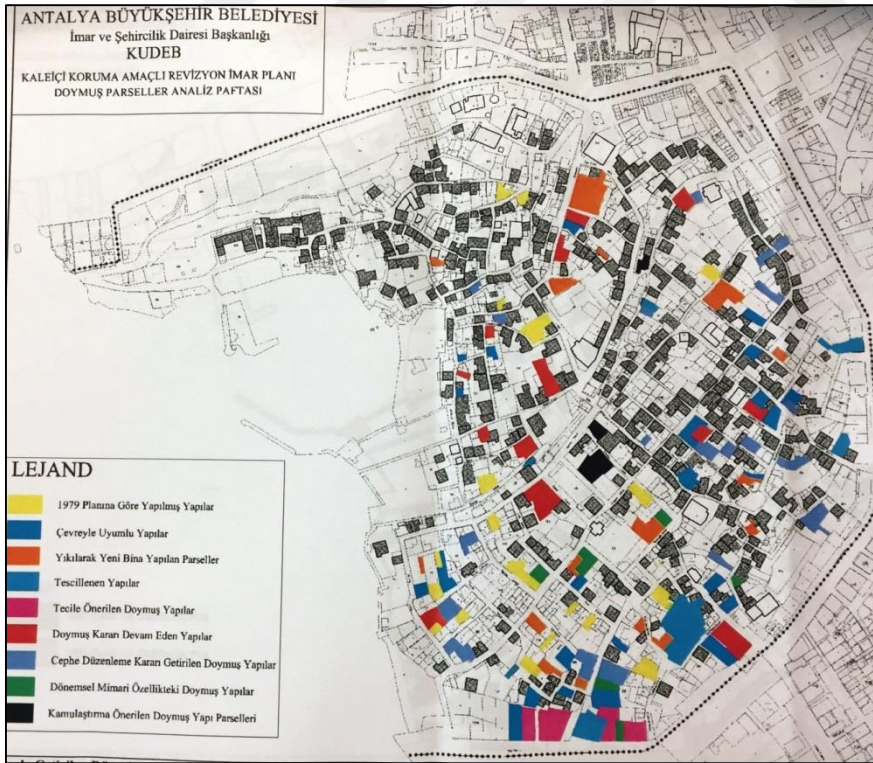 ANTALYA BÜYÜKŞEHİR BELEDİYESİ
İmar ve Şehircilik Dairesi Başkanlığı
KUDEB
KALEİÇİ KORUMA AMAÇLI REVİZYON İMAR PLANI
DOYMUŞ PARSELLER ANALİZ PAFTASI
LEJAND
1979 Planına Göre Yapılmış Yapılar
Çevreyle Uyumlu Yapılar
Yıkılarak Yeni Bina Yapılan Parseller
Tescillenen Yapılar
Tecile Önerilen Doymuş Yapılar
Doymuş Kararı Devam Eden Yapılar
Cephe Düzenleme Kararı Getirilen Doymuş Yapılar
Dönemsel Mimari Özellikteki Doymuş Yapılar
Kamulaştırma Önerilen Doymuş Yapı Parselleri